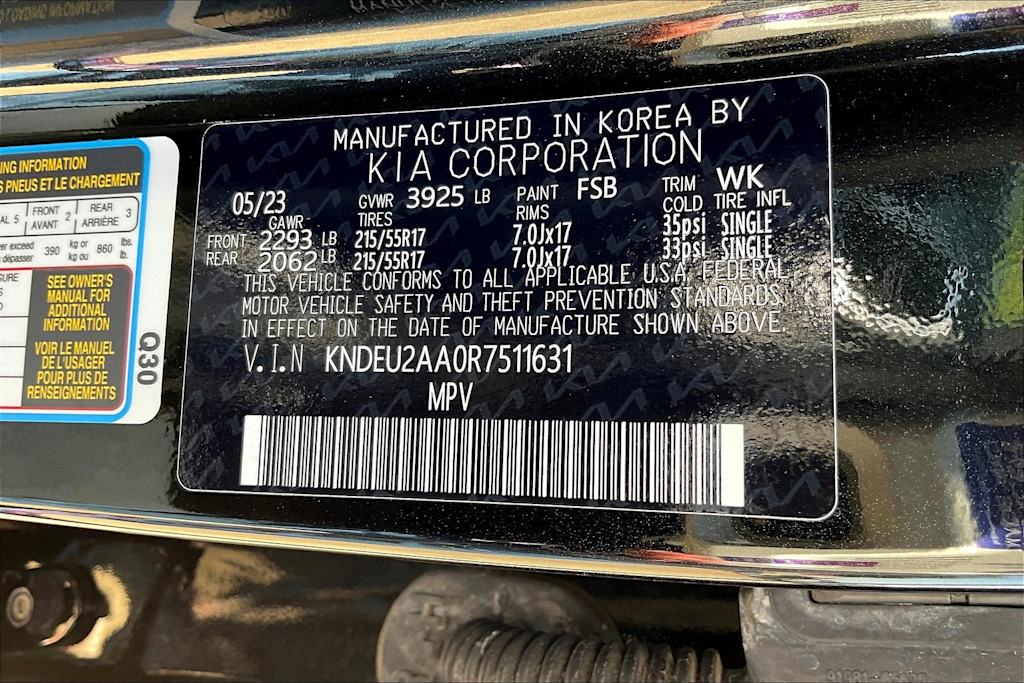 ING INFORMATION
S PNEUS ET LE CHARGEMENT
AL 5 FRONT AVANT 2 REAR ARRIÈRE 3
er exceed
dépasser 390 kg or kg ou 860 lbs. lb.
SURE
SEE OWNER'S
MANUAL FOR
ADDITIONAL
INFORMATION
VOIR LE MANUEL
DE L'USAGER
POUR PLUS DE
RENSEIGNEMENTS
Q30
MANUFACTURED IN KOREA BY
KIA CORPORATION
05/23 GVWR 3925 LB PAINT FSB TRIM WK
GAWR TIRES RIMS COLD TIRE INFL
FRONT 2293 LB 215/55R17 7.0Jx17 35psi SINGLE
REAR 2062 LB 215/55R17 7.0Jx17 33psi SINGLE
THIS VEHICLE CONFORMS TO ALL APPLICABLE U.S.A. FEDERAL
MOTOR VEHICLE SAFETY AND THEFT PREVENTION STANDARDS
IN EFFECT ON THE DATE OF MANUFACTURE SHOWN ABOVE.
V.I.N KNDEU2AA0R7511631
MPV